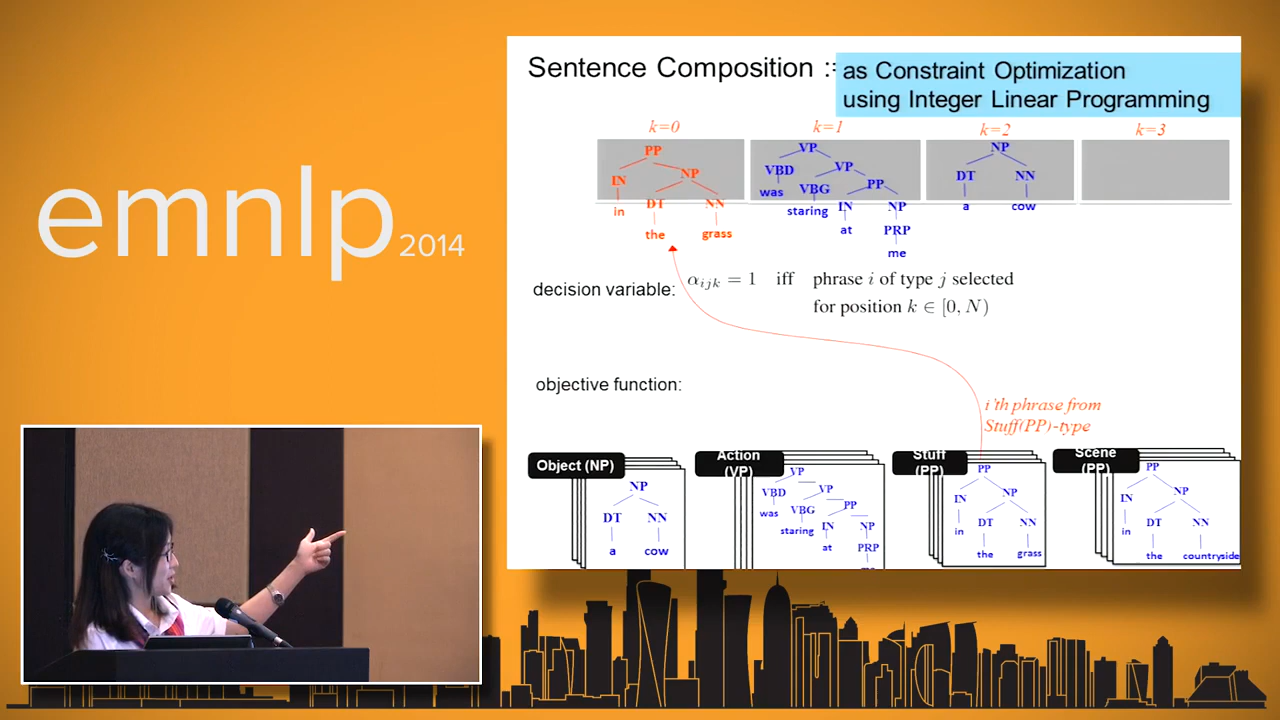 emnlp 2014
Sentence Composition :=
as Constraint Optimization
using Integer Linear Programming
k=0 k=1 k=2 k=3
PP VP NP
IN NP VBD VP DT NN
in DT NN was VBG PP a cow
the grass staring IN NP
at PRP
me
decision variable: α_{ijk} = 1 iff phrase i of type j selected
for position k ∈ [0, N)
objective function:
i'th phrase from
Stuff(PP)-type
Object (NP) Action (VP) Stuff (PP) Scene (PP)
NP VP PP PP
DT NN VBD VP IN NP IN NP
a cow was VBG PP in DT NN in DT NN
staring IN NP the grass the countryside
at PRP
me